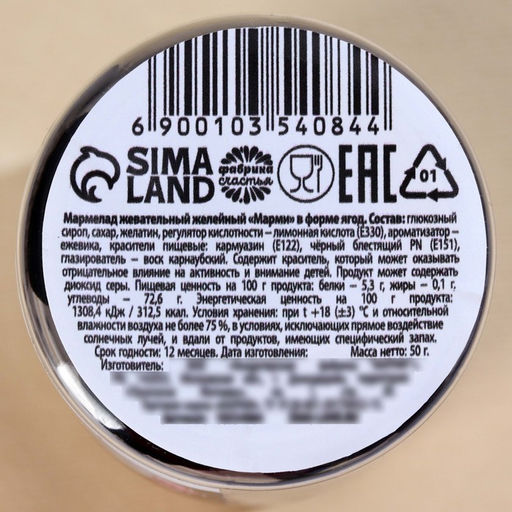 6 900103 540844
SIMA LAND
фабрика счастья
EAC
01
Мармелад жевательный желейный «Марми» в форме ягод. Состав: глюкозный
сироп, сахар, желатин, регулятор кислотности – лимонная кислота (Е330), ароматизатор –
ежевика, красители пищевые: кармуазин (Е122), чёрный блестящий PN (Е151),
глазирователь – воск карнаубский. Содержит краситель, который может оказывать
отрицательное влияние на активность и внимание детей. Продукт может содержать
диоксид серы. Пищевая ценность на 100 г продукта: белки – 5,3 г, жиры – 0,1 г,
углеводы – 72,6 г. Энергетическая ценность на 100 г продукта:
1308,4 кДж / 312,5 ккал. Условия хранения: при t +18 (±3) °С и относительной
влажности воздуха не более 75 %, в условиях, исключающих прямое воздействие
солнечных лучей, и вдали от продуктов, имеющих специфический запах.
Срок годности: 12 месяцев. Дата изготовления: Масса нетто: 50 г.
Изготовитель: